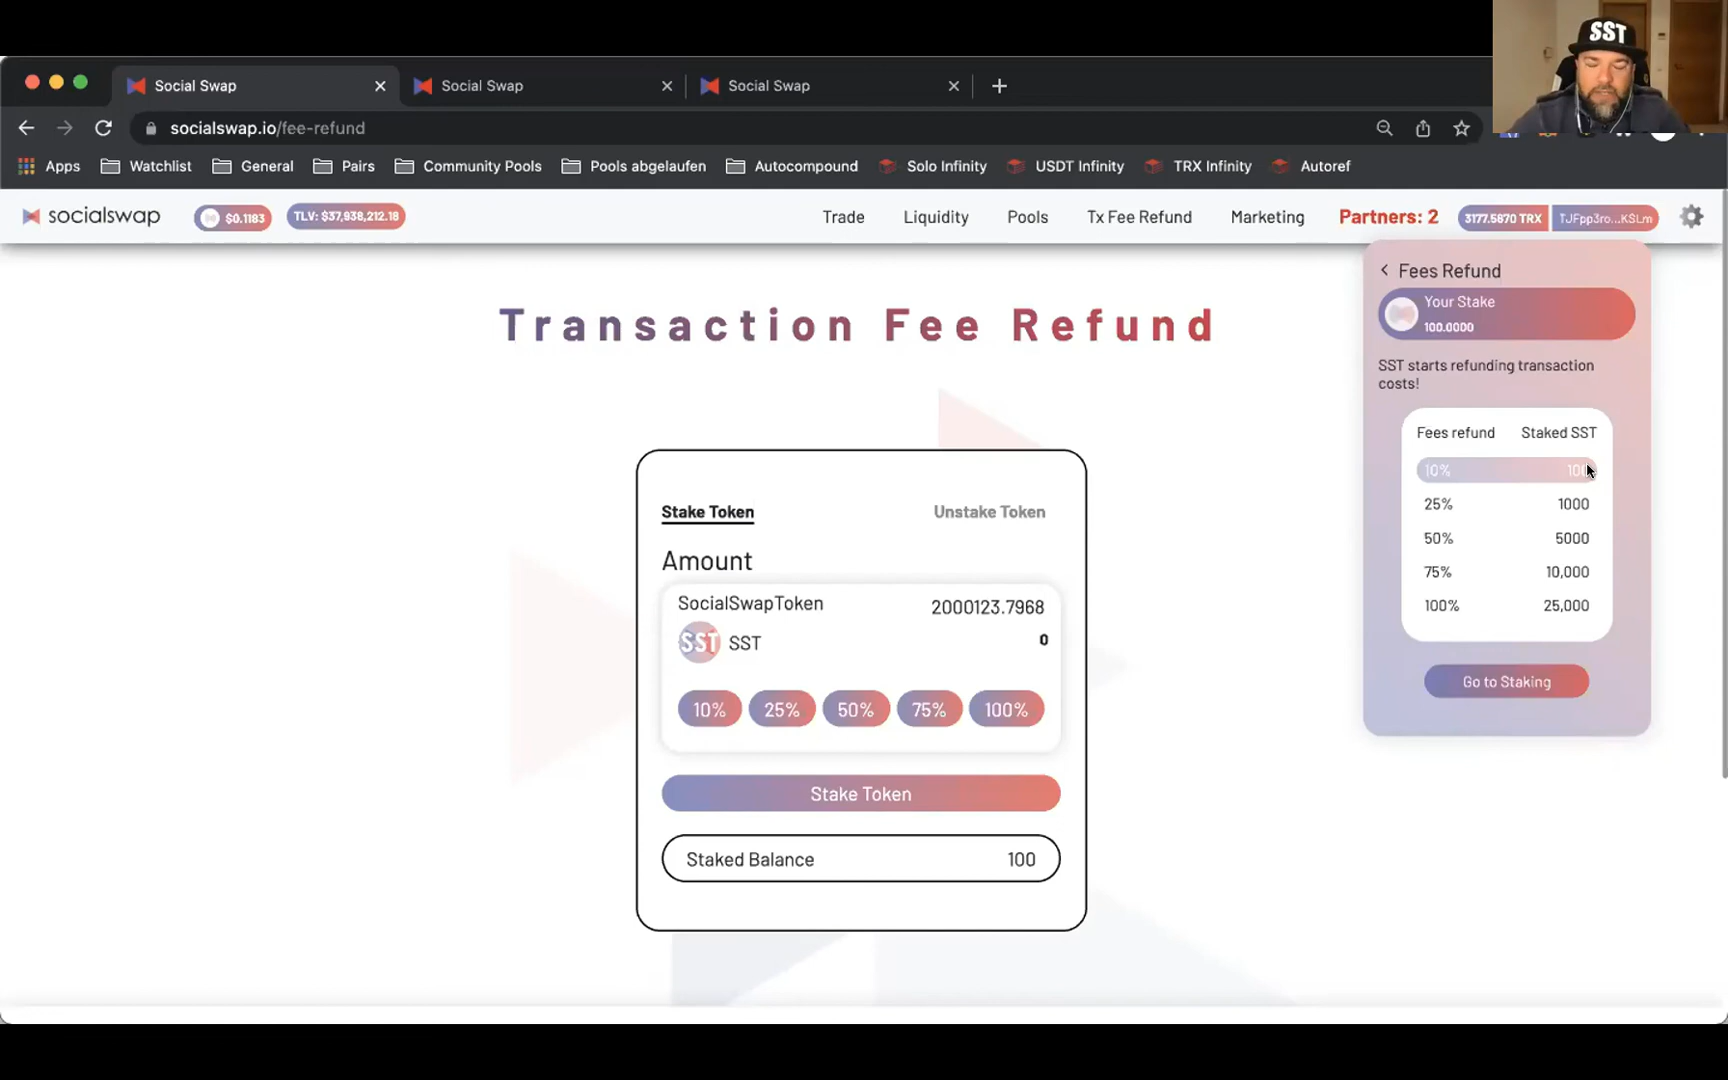 SST
Social Swap
Social Swap
Social Swap
socialswap.io/fee-refund
Apps
Watchlist
General
Pairs
Community Pools
Pools abgelaufen
Autocompound
Solo Infinity
USDT Infinity
TRX Infinity
Autoref
socialswap
$0.1183
TLV: $37,938,212.18
Trade
Liquidity
Pools
Tx Fee Refund
Marketing
Partners: 2
3177.5870 TRX
TJFpp3ro...KSLm
Transaction Fee Refund
Stake Token
Unstake Token
Amount
SocialSwapToken
2000123.7968
SST
SST
0
10%
25%
50%
75%
100%
Stake Token
Staked Balance
100
Fees Refund
Your Stake
100.0000
SST starts refunding transaction
costs!
Fees refund
Staked SST
10%
100
25%
1000
50%
5000
75%
10,000
100%
25,000
Go to Staking